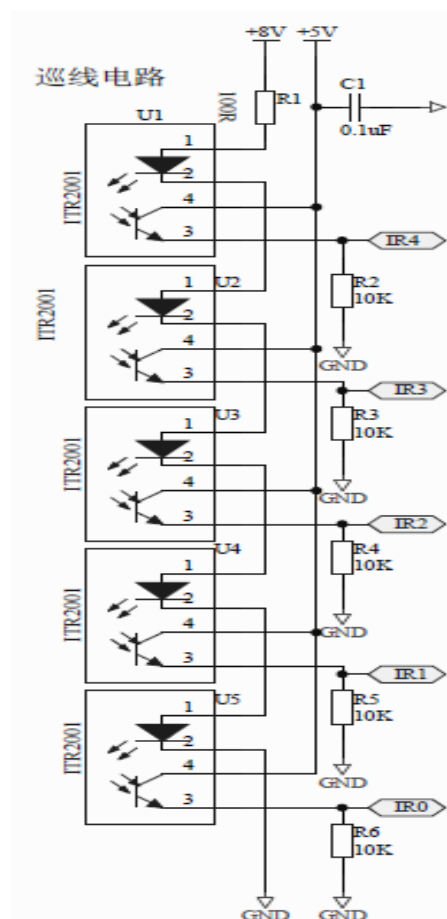 +8V +5V
巡线电路
U1
100R
R1
C1
0.1uF
1
2
4
3
ITR2001
IR4
R2
10K
GND
U2
1
2
4
3
ITR2001
IR3
R3
10K
GND
U3
1
2
4
3
ITR2001
IR2
R4
10K
GND
U4
1
2
4
3
ITR2001
IR1
R5
10K
GND
U5
1
2
4
3
ITR2001
IR0
R6
10K
GND GND